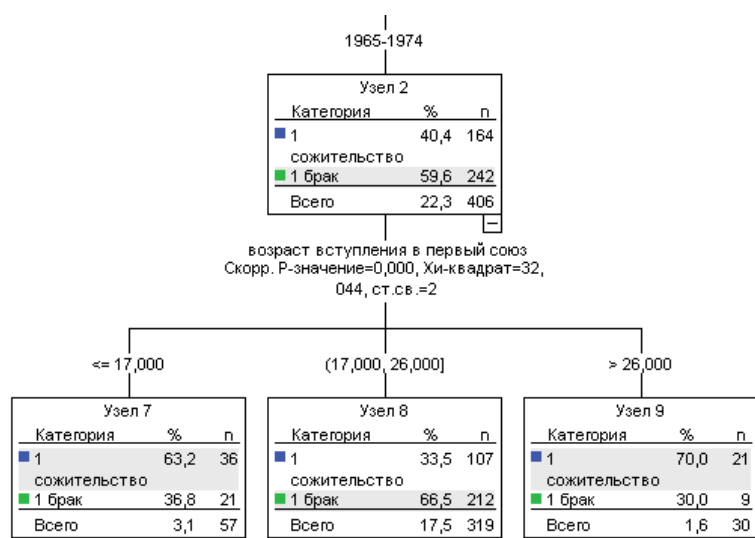 1965-1974
Узел 2
Категория % n
1 40,4 164
сожительство
1 брак 59,6 242
Всего 22,3 406
возраст вступления в первый союз
Скорр. Р-значение=0,000, Хи-квадрат=32,
044, ст.св.=2
<= 17,000
(17,000, 26,000]
> 26,000
Узел 7
Категория % n
1 63,2 36
сожительство
1 брак 36,8 21
Всего 3,1 57
Узел 8
Категория % n
1 33,5 107
сожительство
1 брак 66,5 212
Всего 17,5 319
Узел 9
Категория % n
1 70,0 21
сожительство
1 брак 30,0 9
Всего 1,6 30